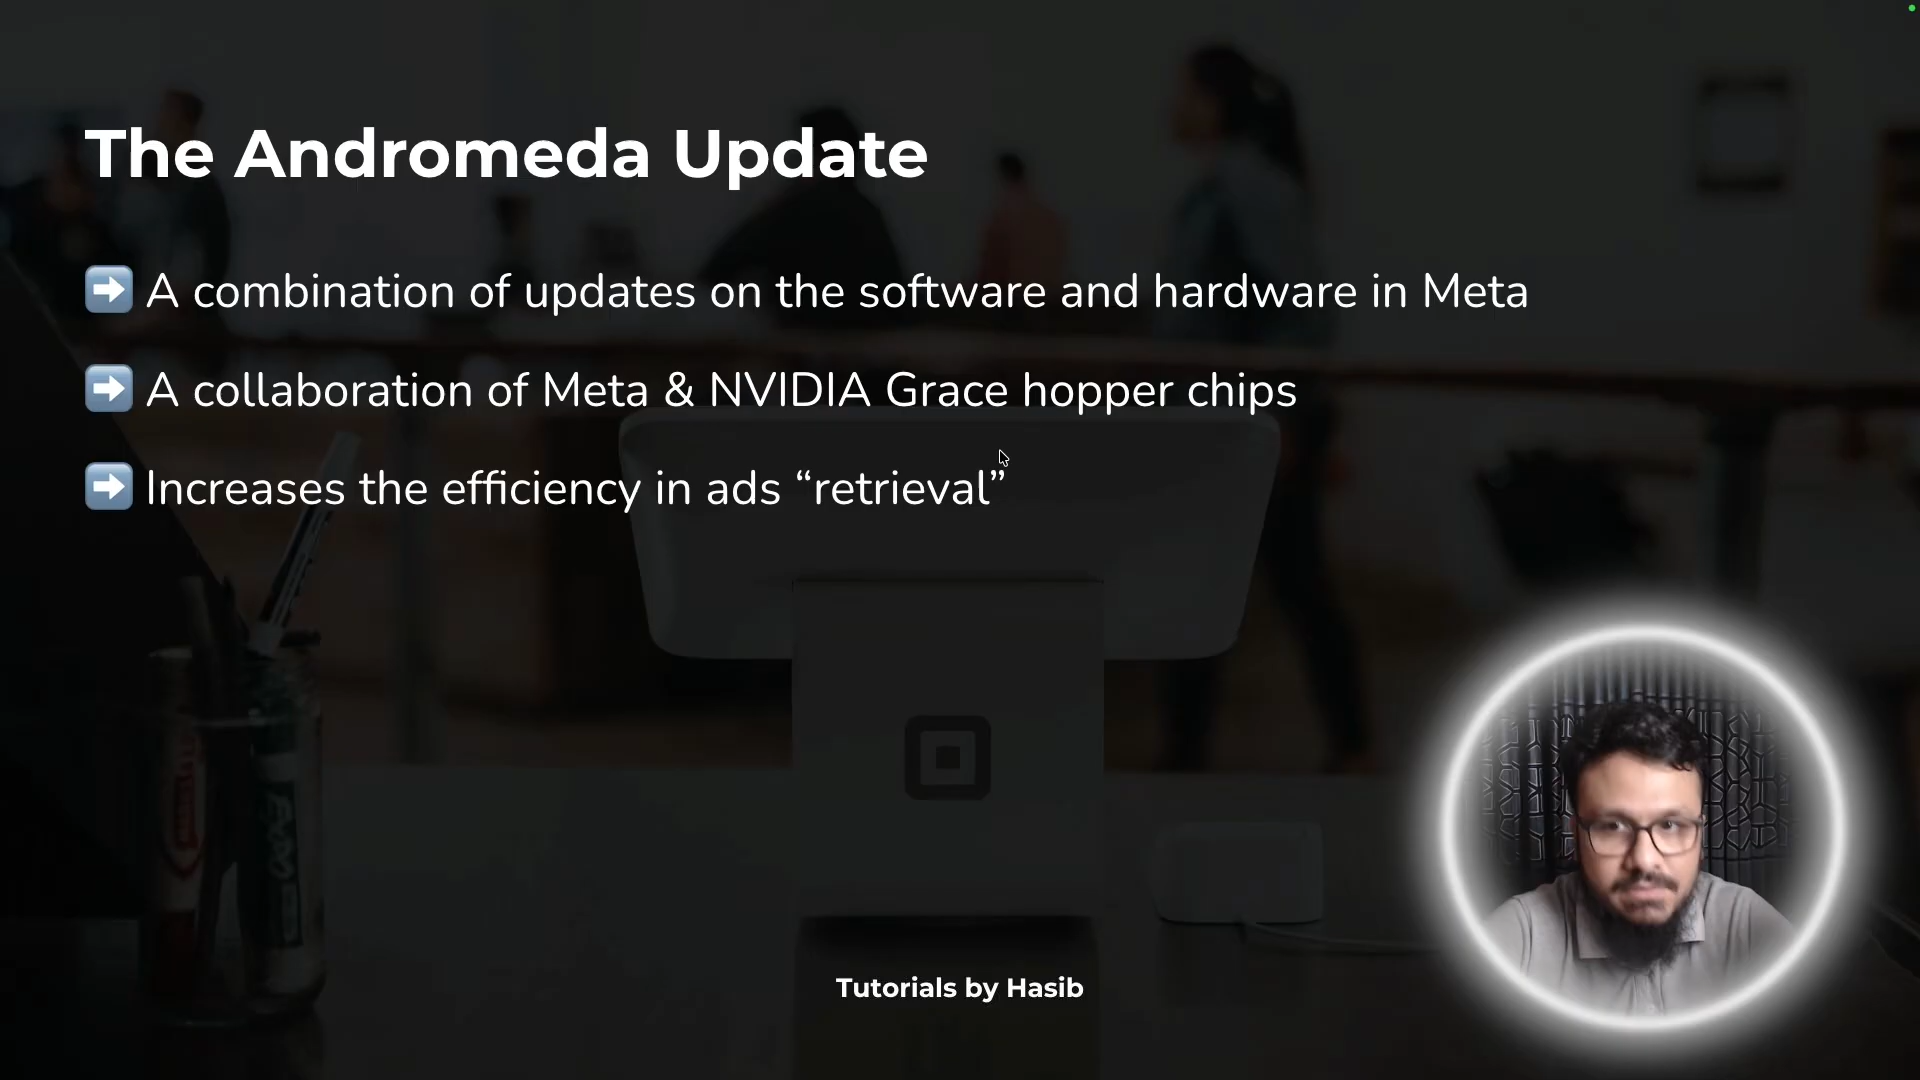 The Andromeda Update
➡️ A combination of updates on the software and hardware in Meta
➡️ A collaboration of Meta & NVIDIA Grace hopper chips
➡️ Increases the efficiency in ads “retrieval”
EXPO
Tutorials by Hasib